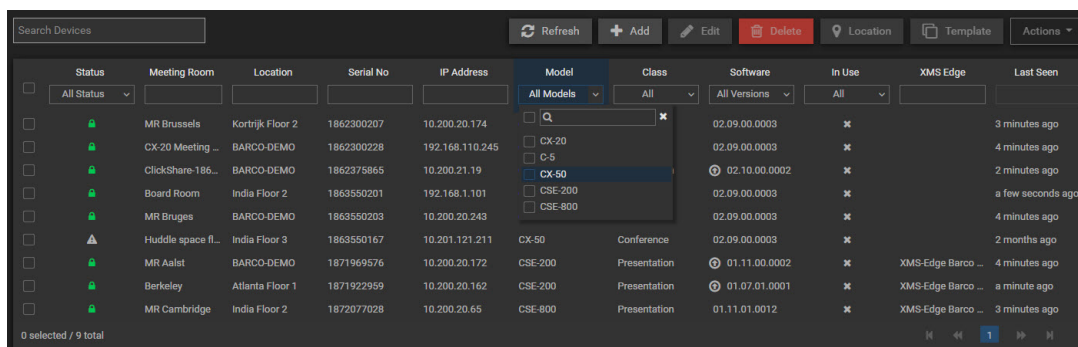 Search Devices Refresh Add Edit Delete Location Template Actions
Status Meeting Room Location Serial No IP Address Model Class Software In Use XMS Edge Last Seen
All Status All Models All All Versions All
MR Brussels Kortrijk Floor 2 1862300207 10.200.20.174 02.09.00.0003 3 minutes ago
CX-20 Meeting ... BARCO-DEMO 1862300228 192.168.110.245 CX-20 02.09.00.0003 4 minutes ago
C-5
ClickShare-186... BARCO-DEMO 1862375865 10.200.21.19 CX-50 02.10.00.0002 2 minutes ago
Board Room India Floor 2 1863550201 192.168.1.101 CSE-200 02.09.00.0003 a few seconds ago
CSE-800
MR Bruges BARCO-DEMO 1863550203 10.200.20.243 02.09.00.0003 4 minutes ago
Huddle space fl... India Floor 3 1863550167 10.201.121.211 CX-50 Conference 02.09.00.0003 2 months ago
MR Aalst BARCO-DEMO 1871969576 10.200.20.172 CSE-200 Presentation 01.11.00.0002 XMS-Edge Barco ... 4 minutes ago
Berkeley Atlanta Floor 1 1871922959 10.200.20.162 CSE-200 Presentation 01.07.01.0001 XMS-Edge Barco ... a minute ago
MR Cambridge India Floor 2 1872077028 10.200.20.65 CSE-800 Presentation 01.11.01.0012 XMS-Edge Barco ... 3 minutes ago
0 selected / 9 total 1